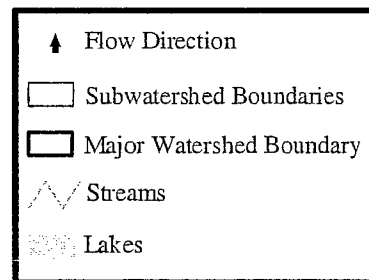 Flow Direction
Subwatershed Boundaries
Major Watershed Boundary
Streams
Lakes